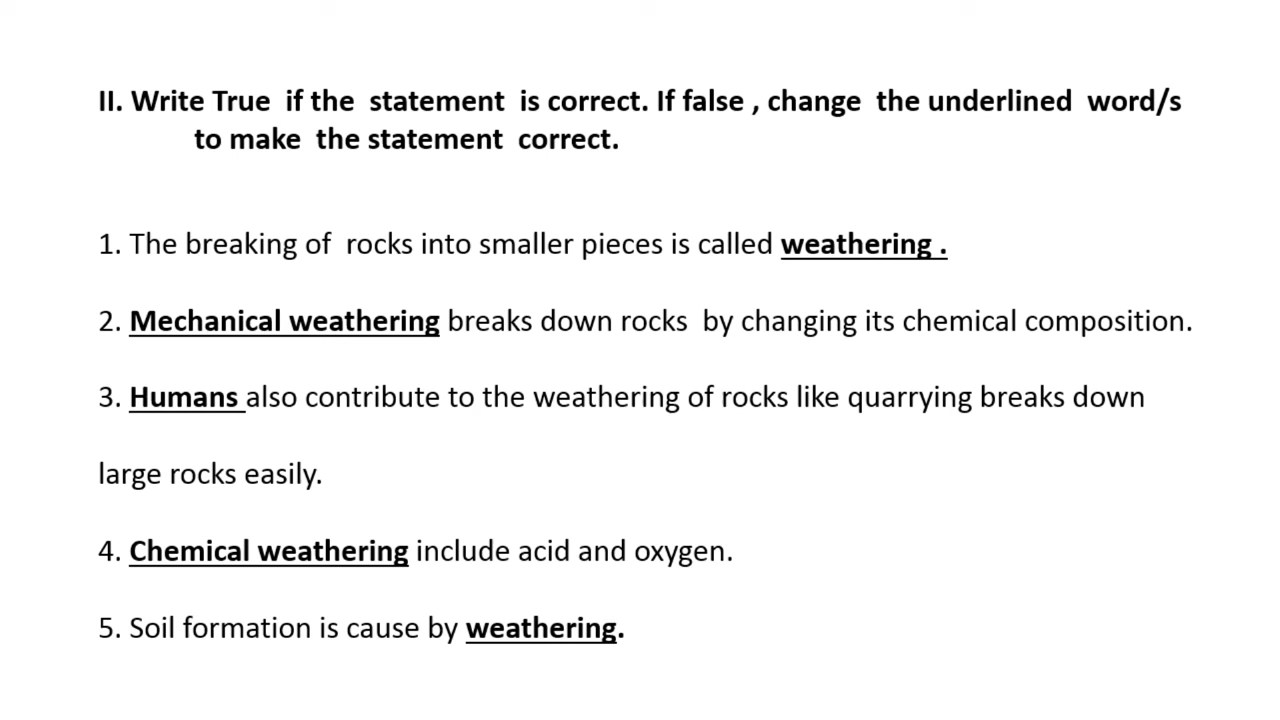 II. Write True if the statement is correct. If false , change the underlined word/s
to make the statement correct.
1. The breaking of rocks into smaller pieces is called weathering .
2. Mechanical weathering breaks down rocks by changing its chemical composition.
3. Humans also contribute to the weathering of rocks like quarrying breaks down
large rocks easily.
4. Chemical weathering include acid and oxygen.
5. Soil formation is cause by weathering.